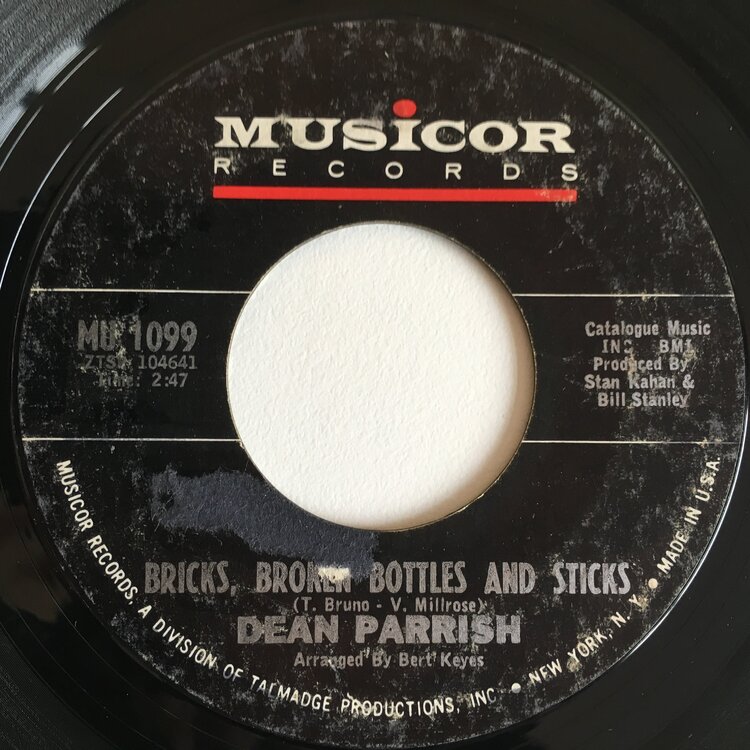 MUSICOR
RECORDS
MU 1099
ZTSP 104641
Time: 2:47
Catalogue Music
INC BMI
Produced By
Stan Kahan &
Bill Stanley
BRICKS, BROKEN BOTTLES AND STICKS
(T. Bruno - V. Millrose)
DEAN PARRISH
Arranged By Bert Keyes
MUSICOR RECORDS, A DIVISION OF TALMADGE PRODUCTIONS, INC • NEW YORK, N. Y. • MADE IN U.S.A.